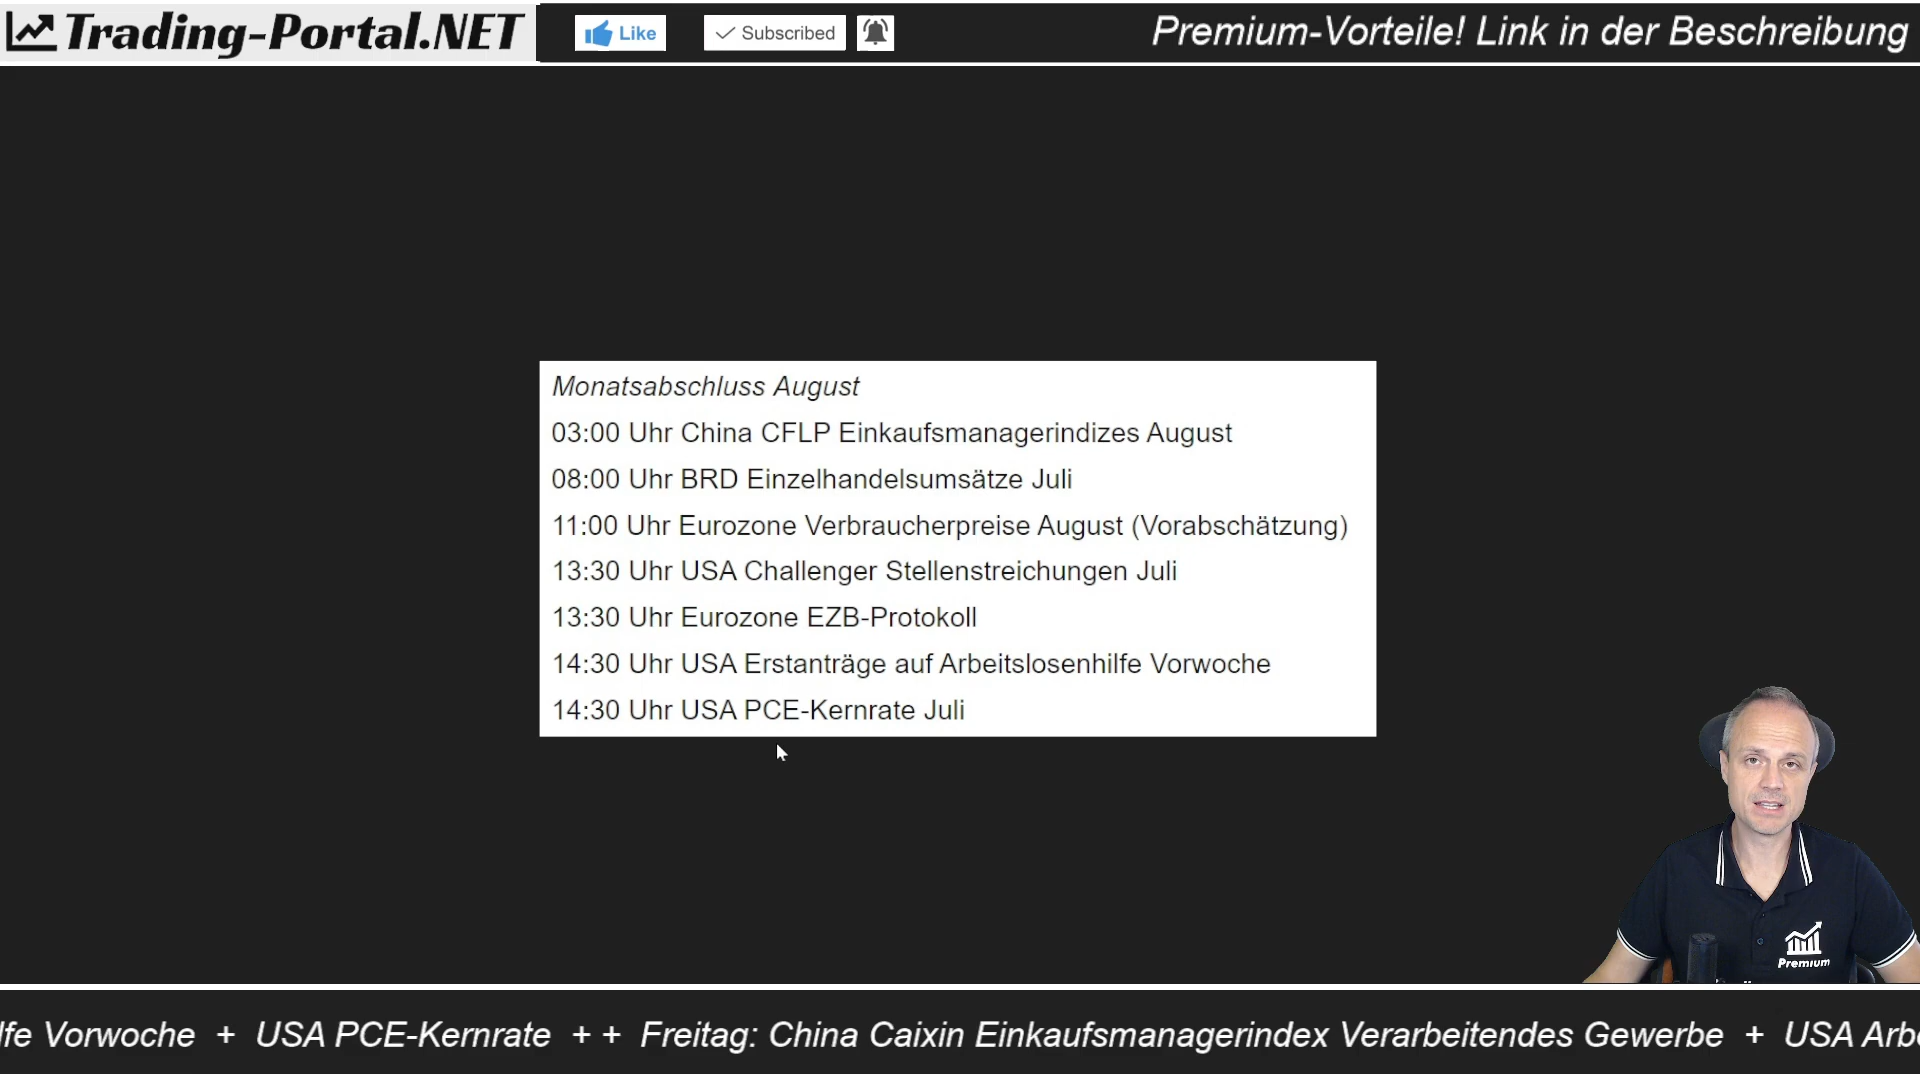 Trading-Portal.NET
Like
Subscribed
Premium-Vorteile! Link in der Beschreibung
Monatsabschluss August
03:00 Uhr China CFLP Einkaufsmanagerindizes August
08:00 Uhr BRD Einzelhandelsumsätze Juli
11:00 Uhr Eurozone Verbraucherpreise August (Vorabschätzung)
13:30 Uhr USA Challenger Stellenstreichungen Juli
13:30 Uhr Eurozone EZB-Protokoll
14:30 Uhr USA Erstanträge auf Arbeitslosenhilfe Vorwoche
14:30 Uhr USA PCE-Kernrate Juli
Premium
lfe Vorwoche + USA PCE-Kernrate + + Freitag: China Caixin Einkaufsmanagerindex Verarbeitendes Gewerbe + USA Arb